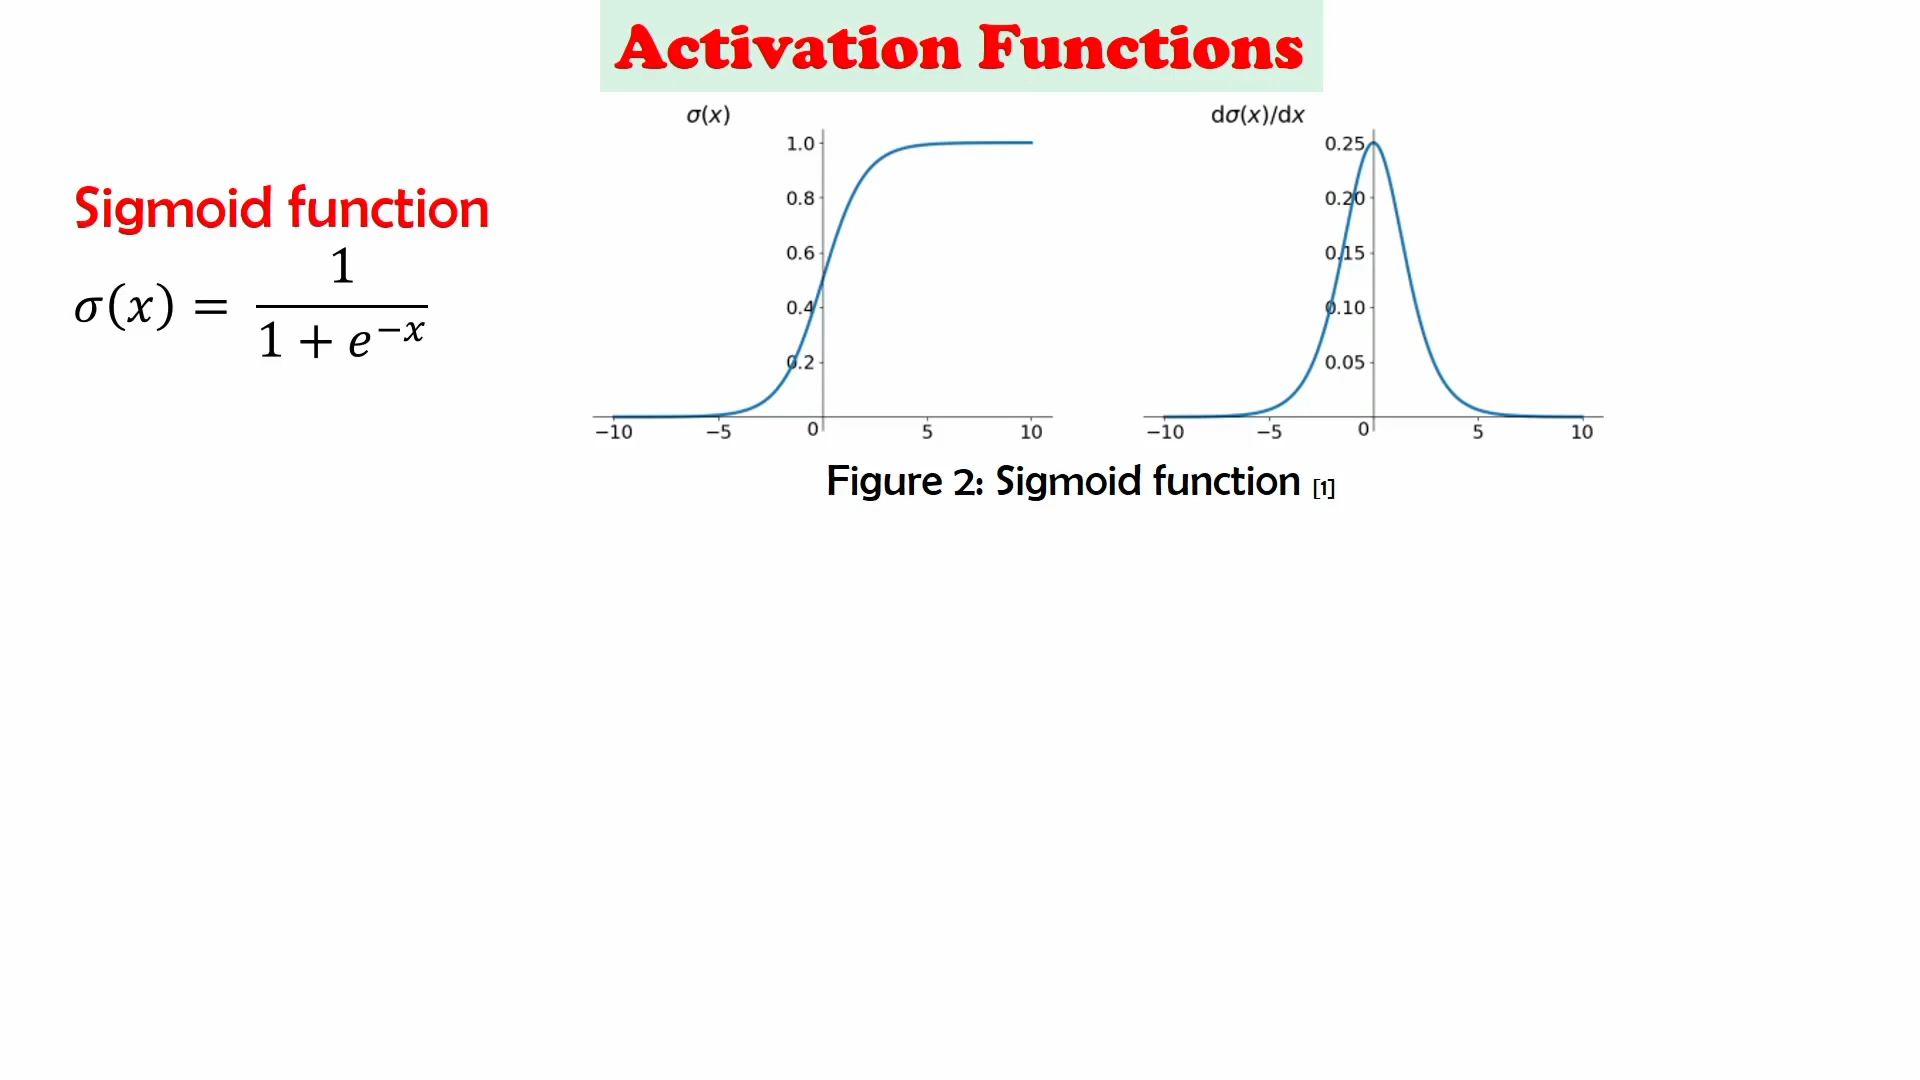 Activation Functions
Sigmoid function
σ(x) = 1 / (1 + e^−x)
σ(x)
1.0
0.8
0.6
0.4
0.2
−10 −5 0 5 10
dσ(x)/dx
0.25
0.20
0.15
0.10
0.05
−10 −5 0 5 10
Figure 2: Sigmoid function [1]